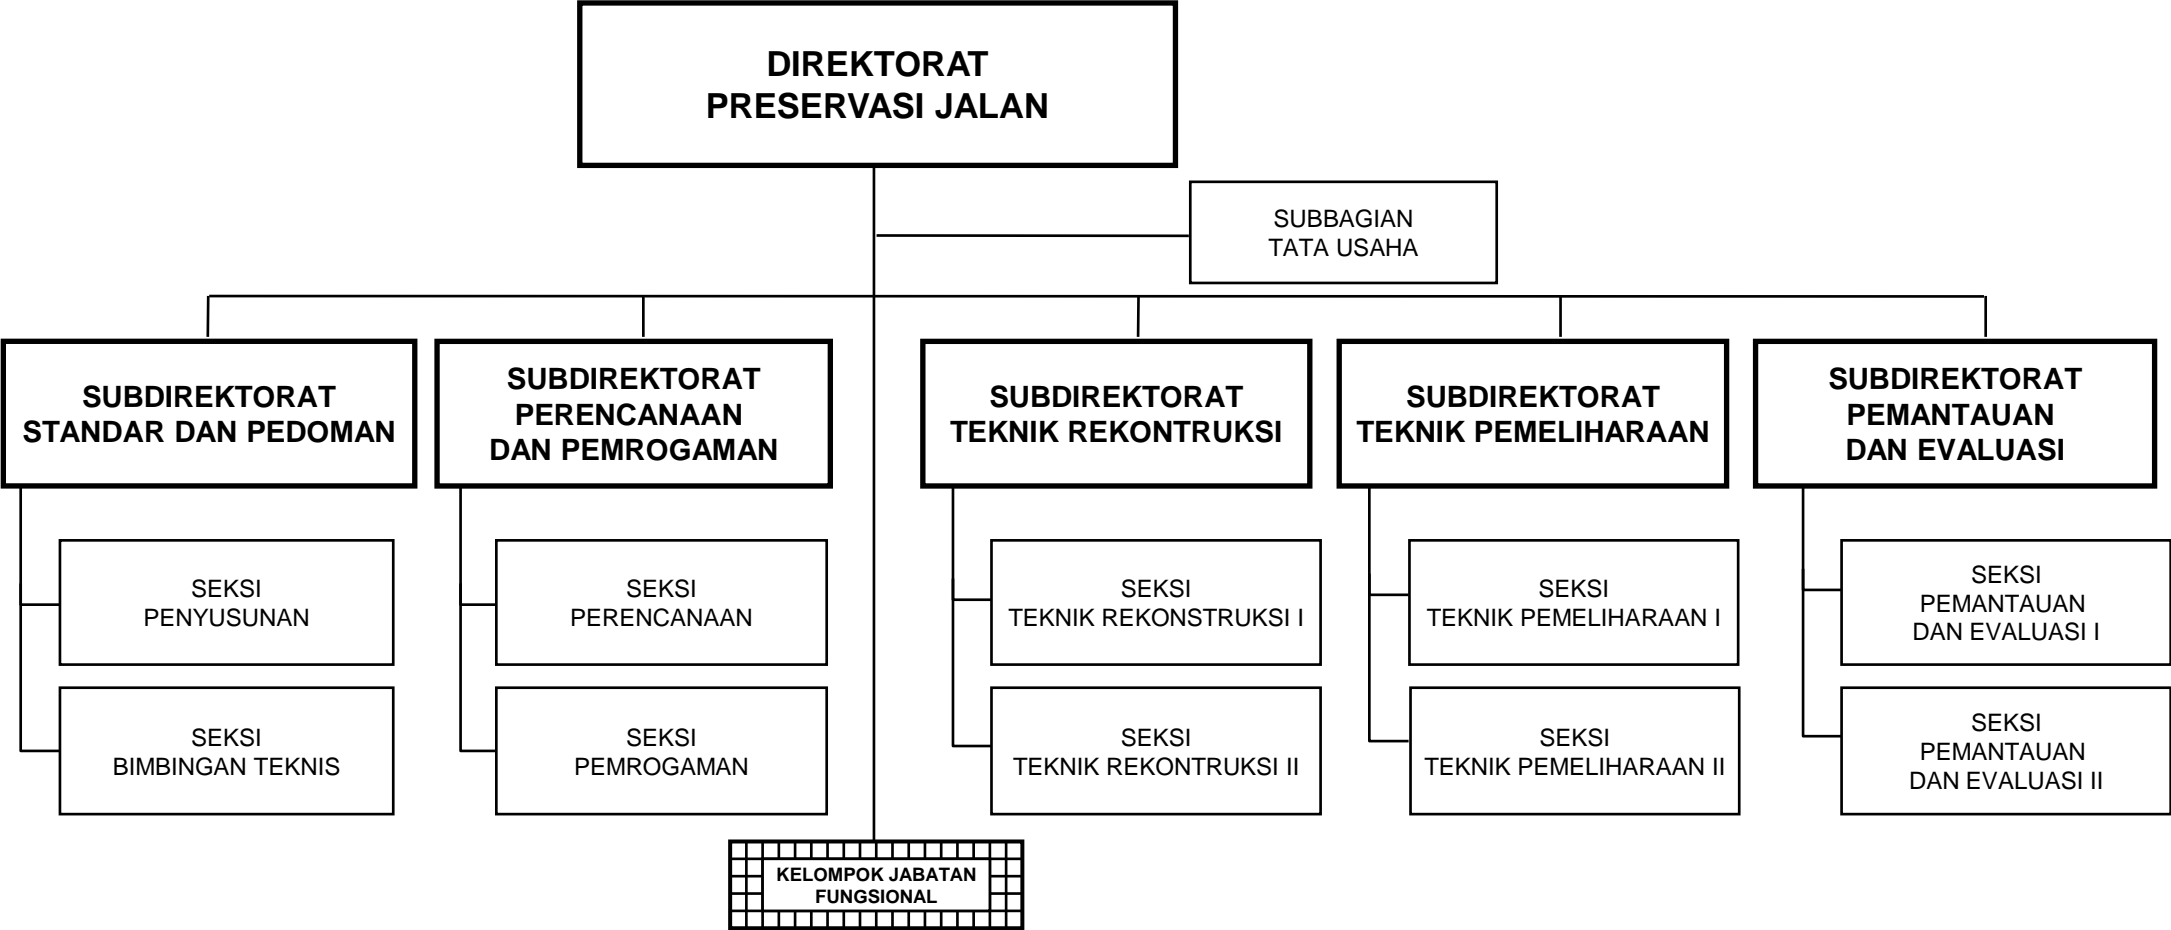 DIREKTORAT
PRESERVASI JALAN
SUBBAGIAN
TATA USAHA
SUBDIREKTORAT
STANDAR DAN PEDOMAN
SUBDIREKTORAT
PERENCANAAN
DAN PEMROGAMAN
SUBDIREKTORAT
TEKNIK REKONTRUKSI
SUBDIREKTORAT
TEKNIK PEMELIHARAAN
SUBDIREKTORAT
PEMANTAUAN
DAN EVALUASI
SEKSI
PENYUSUNAN
SEKSI
PERENCANAAN
SEKSI
TEKNIK REKONSTRUKSI I
SEKSI
TEKNIK PEMELIHARAAN I
SEKSI
PEMANTAUAN
DAN EVALUASI I
SEKSI
BIMBINGAN TEKNIS
SEKSI
PEMROGAMAN
SEKSI
TEKNIK REKONTRUKSI II
SEKSI
TEKNIK PEMELIHARAAN II
SEKSI
PEMANTAUAN
DAN EVALUASI II
KELOMPOK JABATAN
FUNGSIONAL